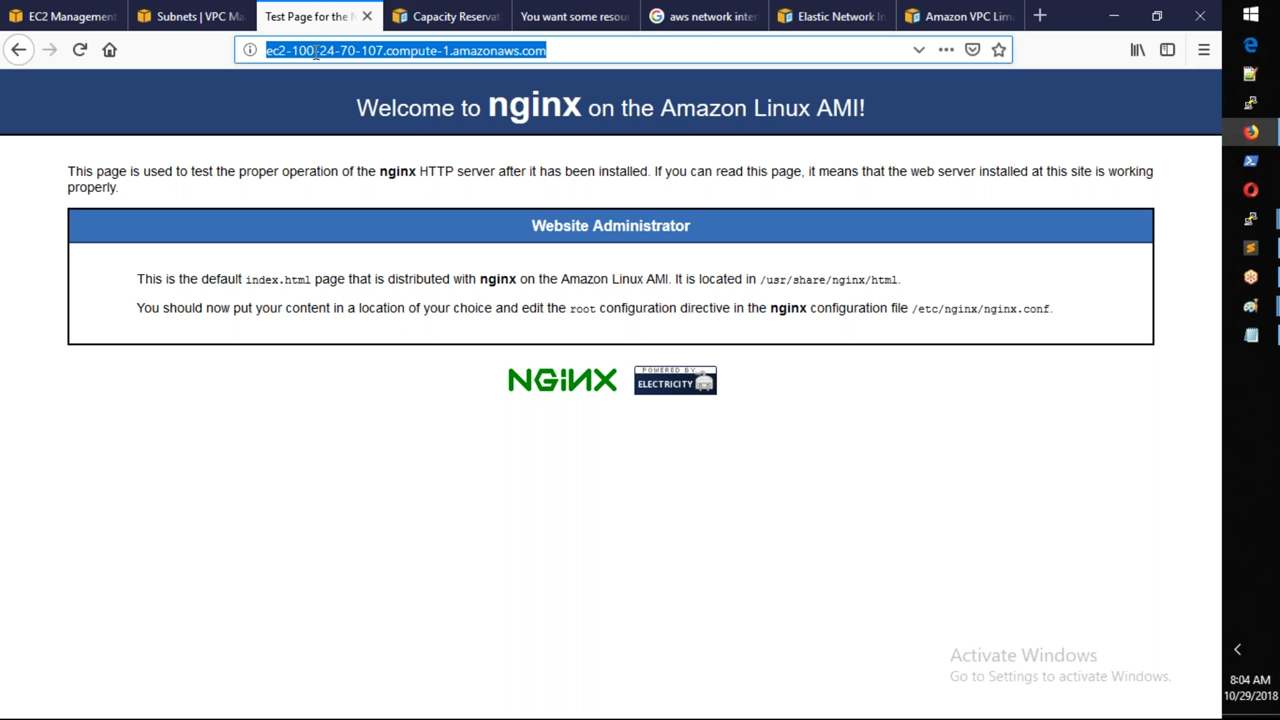 EC2 Management
Subnets | VPC Ma
Test Page for the N
Capacity Reservat
You want some resou
aws network inter
Elastic Network In
Amazon VPC Lim
ec2-100-24-70-107.compute-1.amazonaws.com
Welcome to nginx on the Amazon Linux AMI!
This page is used to test the proper operation of the nginx HTTP server after it has been installed. If you can read this page, it means that the web server installed at this site is working
properly.
Website Administrator
This is the default index.html page that is distributed with nginx on the Amazon Linux AMI. It is located in /usr/share/nginx/html.
You should now put your content in a location of your choice and edit the root configuration directive in the nginx configuration file /etc/nginx/nginx.conf.
NGINX
POWERED BY
ELECTRICITY
Activate Windows
Go to Settings to activate Windows.
8:04 AM
10/29/2018